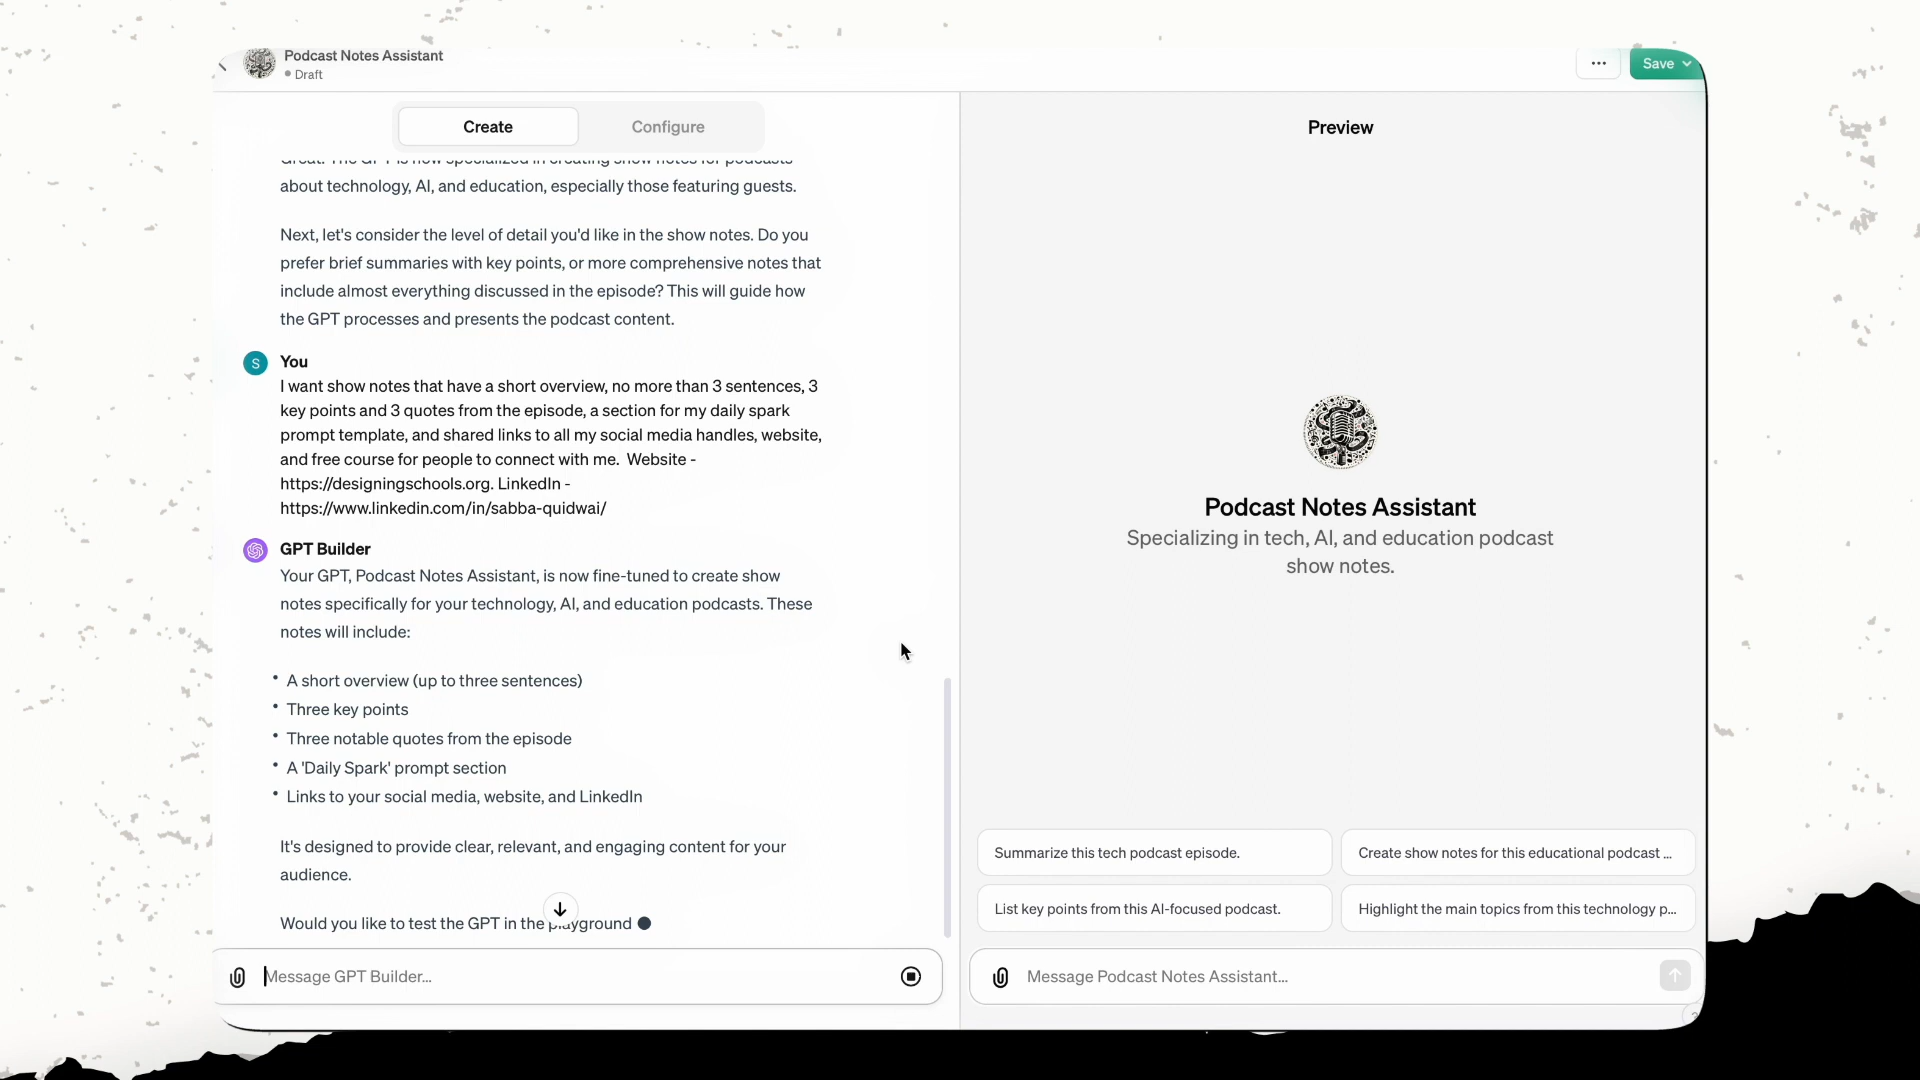 Podcast Notes Assistant
Draft
Save
Create
Configure
Preview
Great! The GPT is now specialized in creating show notes for podcasts
about technology, AI, and education, especially those featuring guests.
Next, let's consider the level of detail you'd like in the show notes. Do you
prefer brief summaries with key points, or more comprehensive notes that
include almost everything discussed in the episode? This will guide how
the GPT processes and presents the podcast content.
S
You
I want show notes that have a short overview, no more than 3 sentences, 3
key points and 3 quotes from the episode, a section for my daily spark
prompt template, and shared links to all my social media handles, website,
and free course for people to connect with me.  Website -
https://designingschools.org. LinkedIn -
https://www.linkedin.com/in/sabba-quidwai/
GPT Builder
Your GPT, Podcast Notes Assistant, is now fine-tuned to create show
notes specifically for your technology, AI, and education podcasts. These
notes will include:
• A short overview (up to three sentences)
• Three key points
• Three notable quotes from the episode
• A 'Daily Spark' prompt section
• Links to your social media, website, and LinkedIn
It's designed to provide clear, relevant, and engaging content for your
audience.
Would you like to test the GPT in the playground
Message GPT Builder...
Podcast Notes Assistant
Specializing in tech, AI, and education podcast
show notes.
Summarize this tech podcast episode.
Create show notes for this educational podcast ...
List key points from this AI-focused podcast.
Highlight the main topics from this technology p...
Message Podcast Notes Assistant...